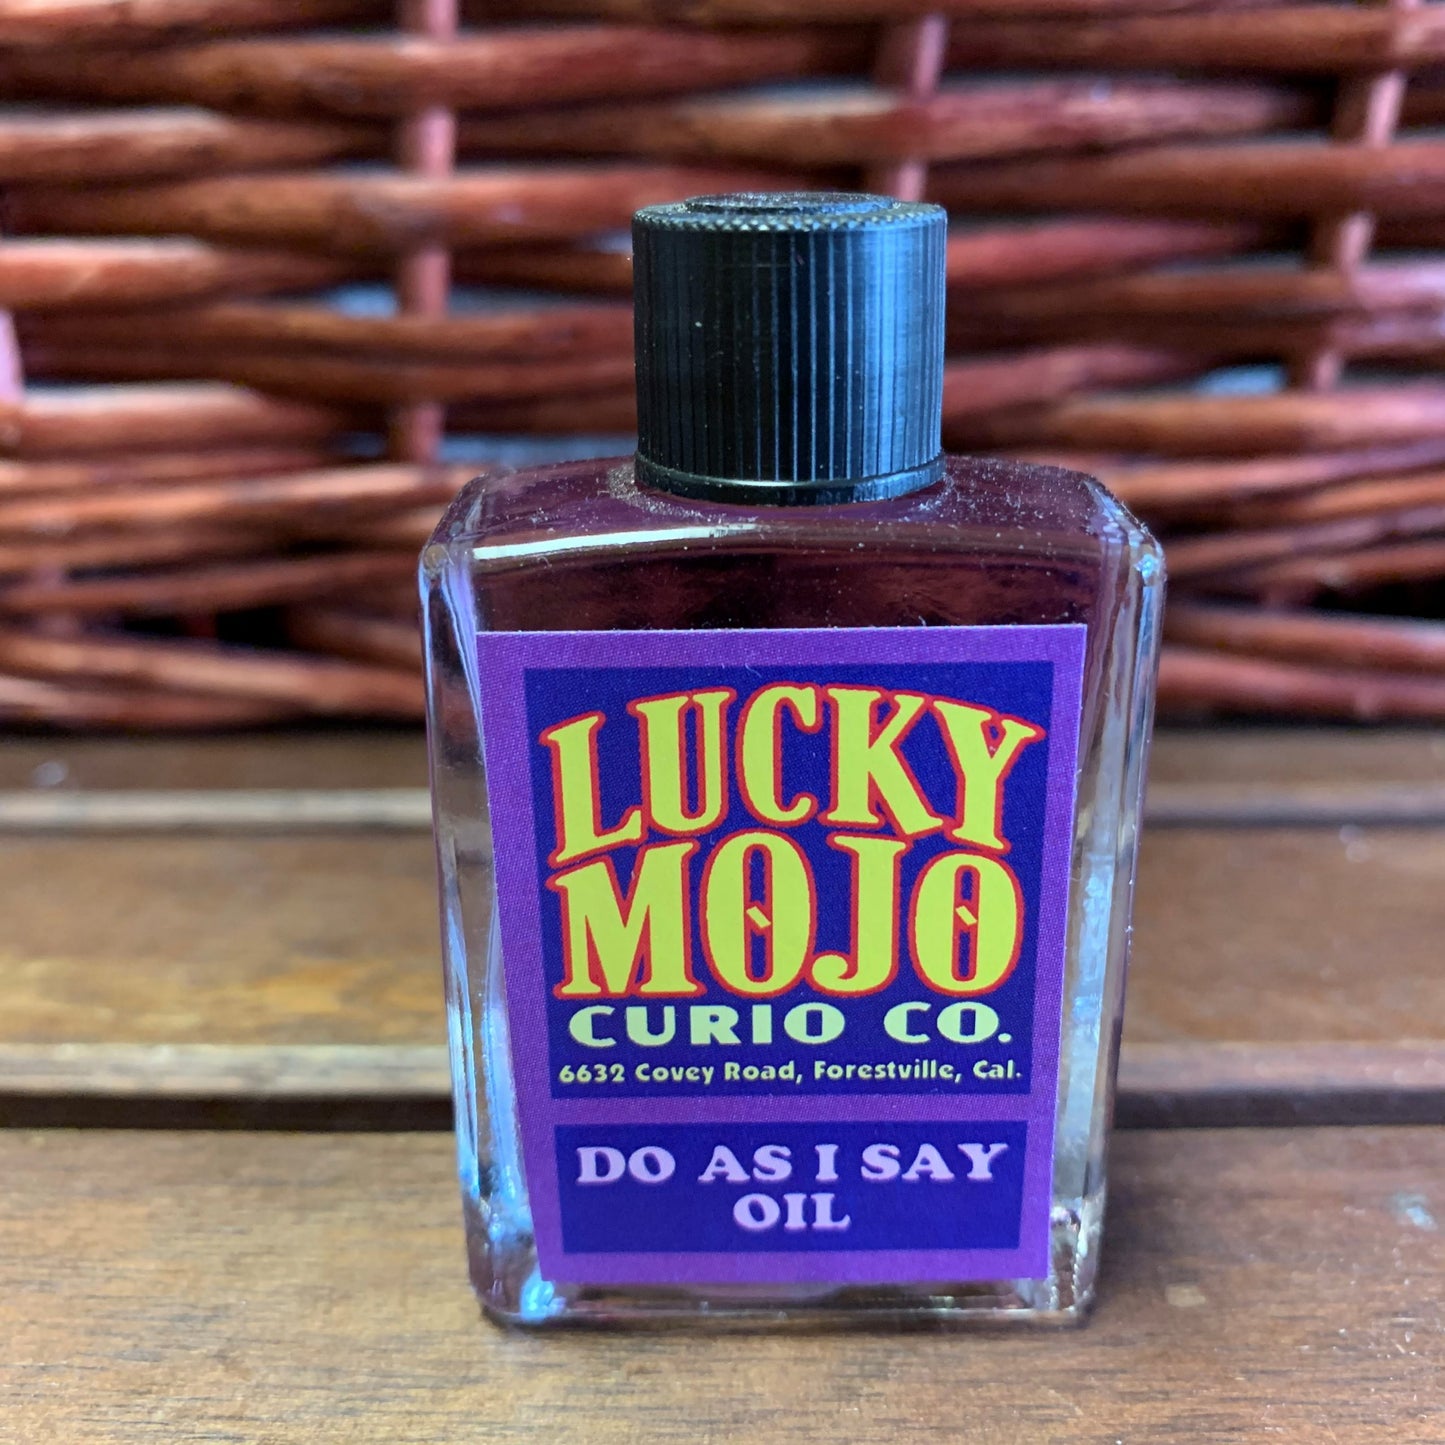 LUCKY
MOJO
CURIO CO.
6632 Covey Road, Forestville, Cal.
DO AS I SAY
OIL